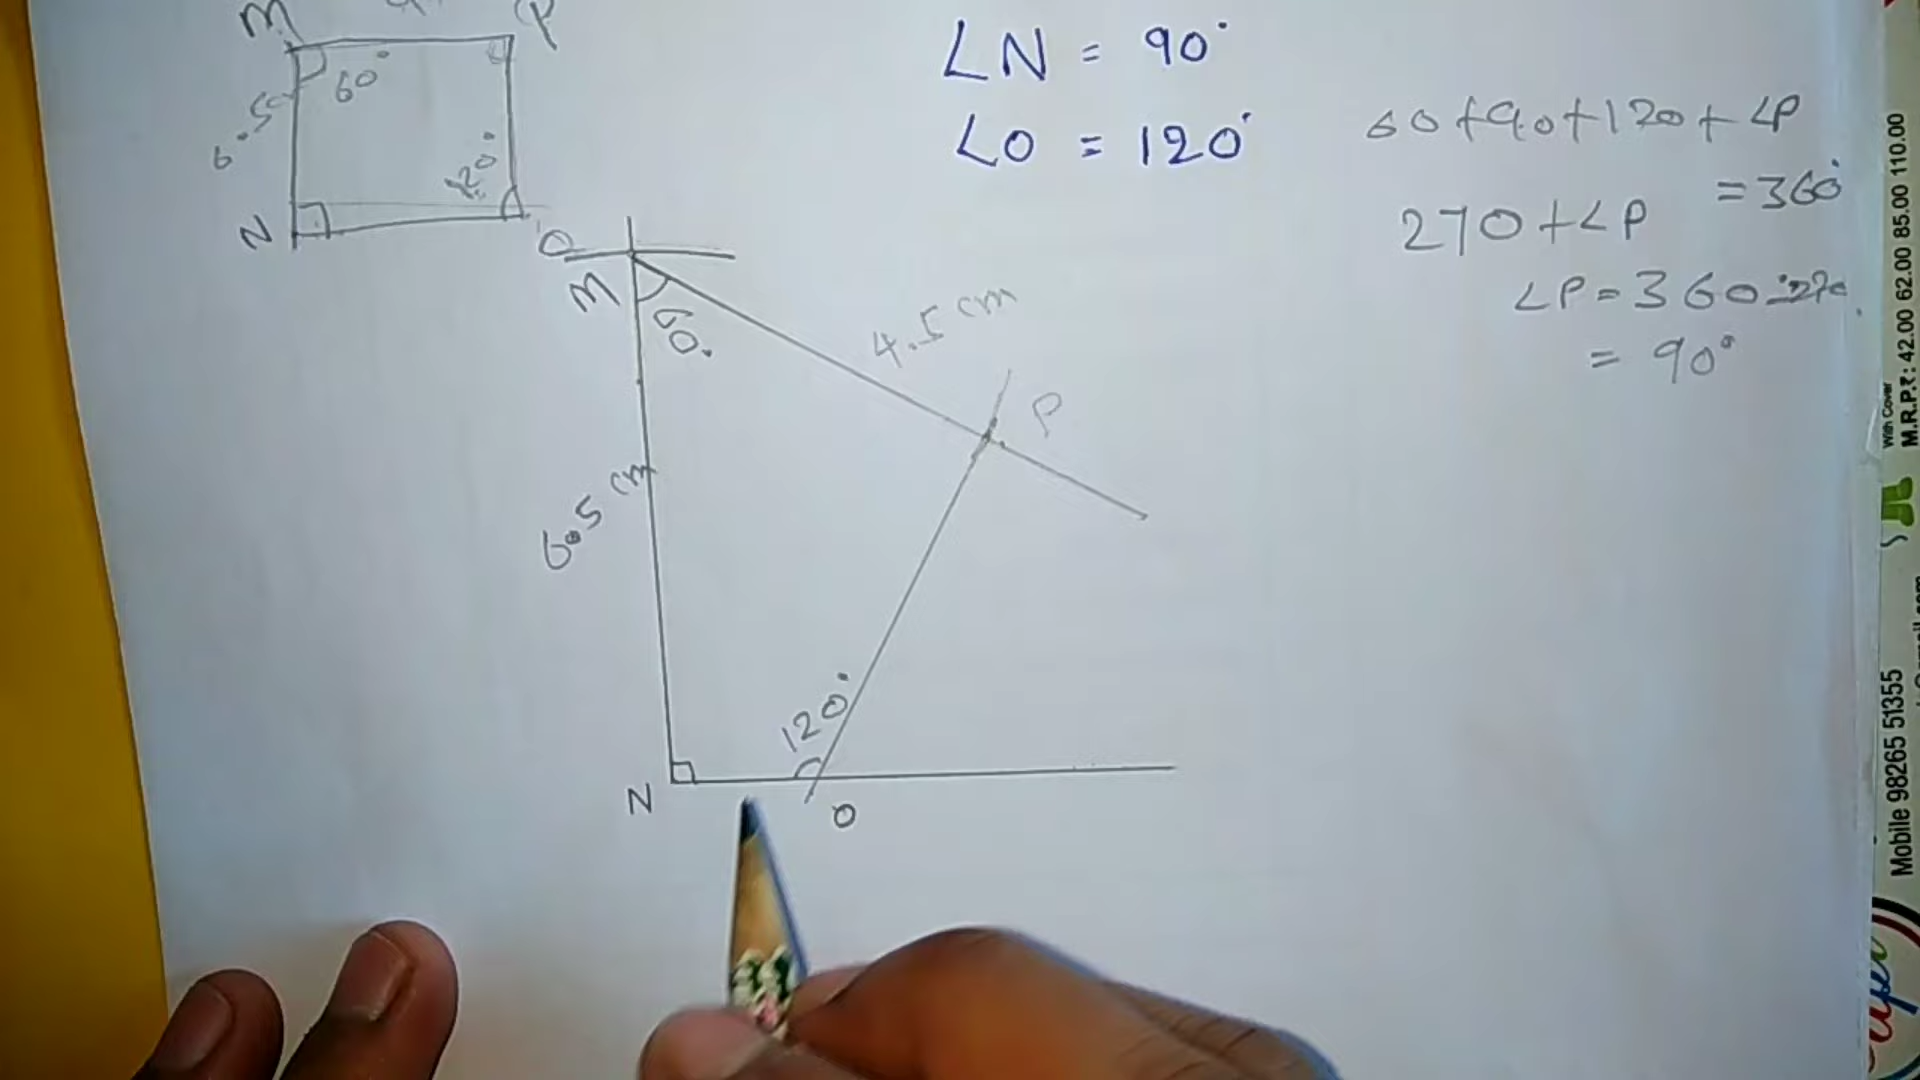 M
P
60°
6.5
120°
N
O
∠N = 90°
∠O = 120°
60+90+120+∠P
= 360°
270+∠P
∠P = 360-270
= 90°
M
60°
4.5 cm
P
6.5 cm
120°
N
O
With Cover
M.R.P.₹: 42.00 62.00 85.00 110.00
Mobile 98265 51355